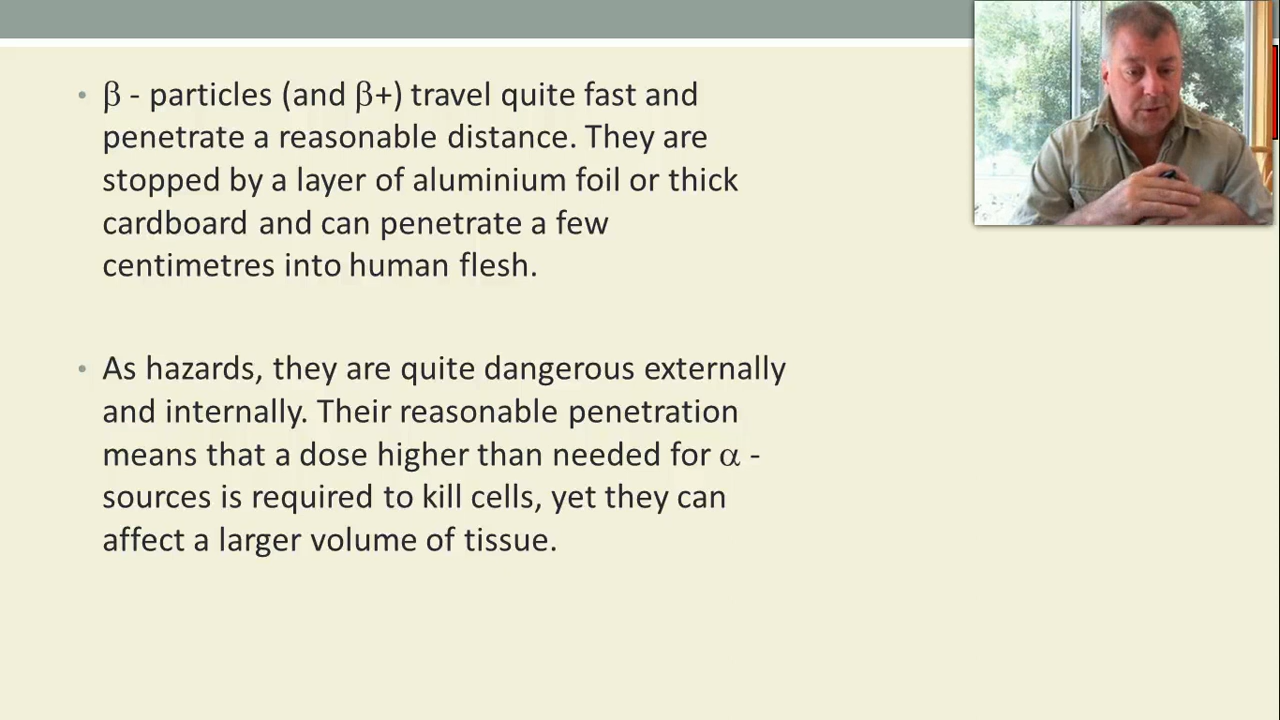 β - particles (and β+) travel quite fast and
penetrate a reasonable distance. They are
stopped by a layer of aluminium foil or thick
cardboard and can penetrate a few
centimetres into human flesh.
As hazards, they are quite dangerous externally
and internally. Their reasonable penetration
means that a dose higher than needed for α -
sources is required to kill cells, yet they can
affect a larger volume of tissue.